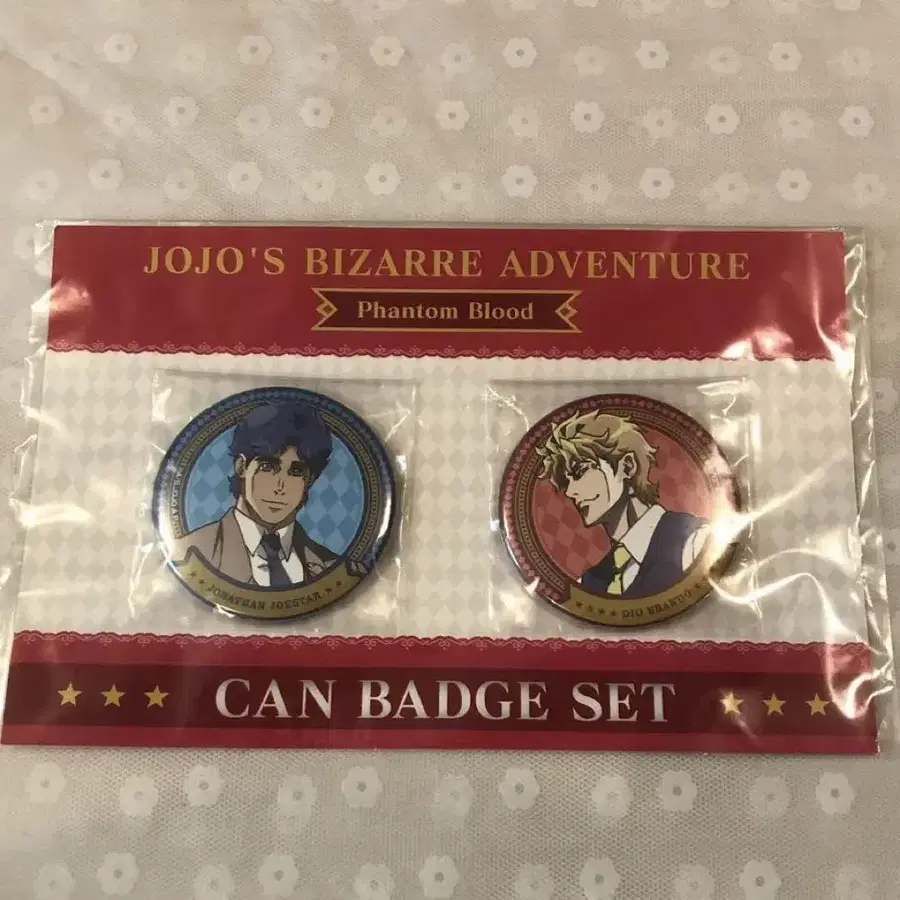 JOJO'S BIZARRE ADVENTURE
Phantom Blood
JONATHAN JOESTAR
DIO BRANDO
CAN BADGE SET